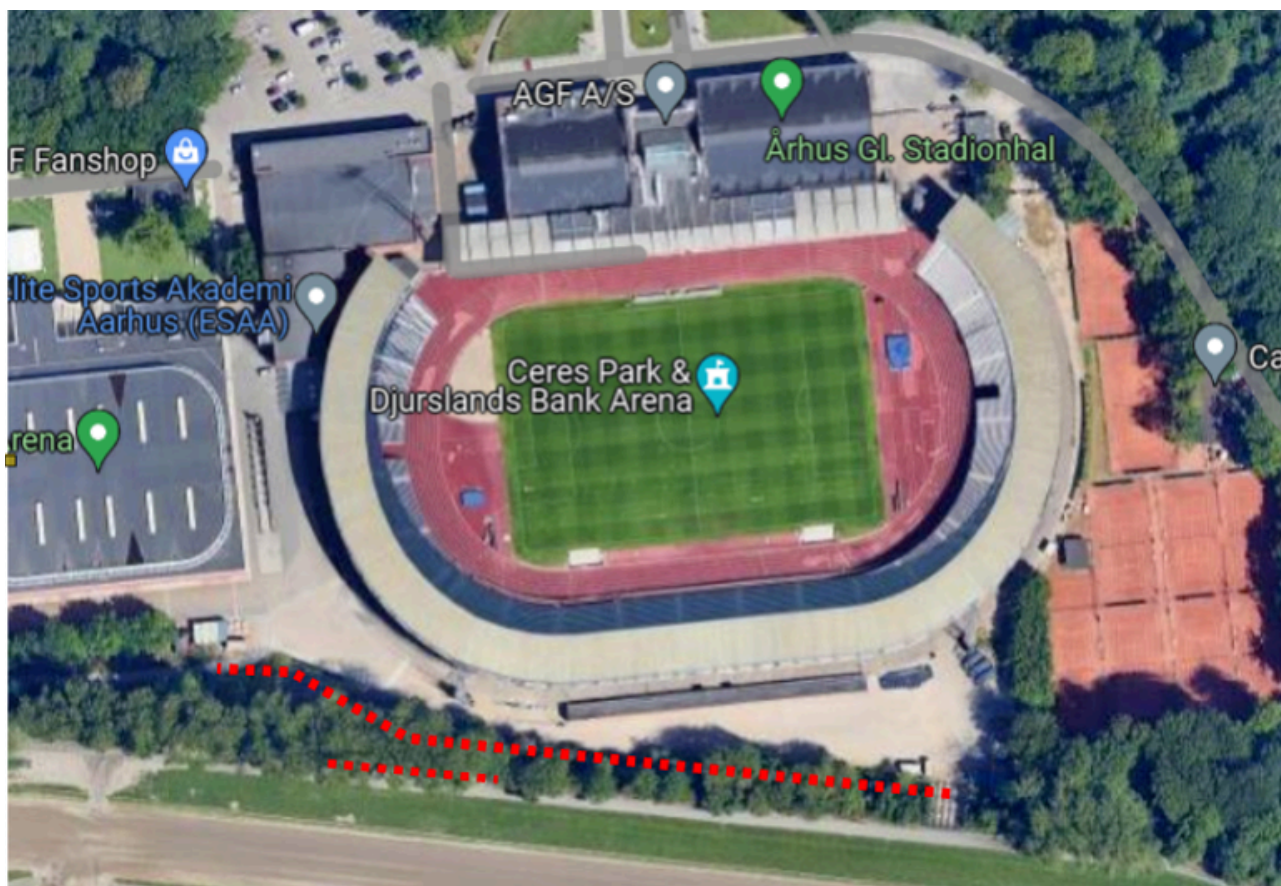 AGF A/S
F Fanshop
Århus Gl. Stadionhal
lite Sports Akademi
Aarhus (ESAA)
Ceres Park &
Djurslands Bank Arena
Ca
rena